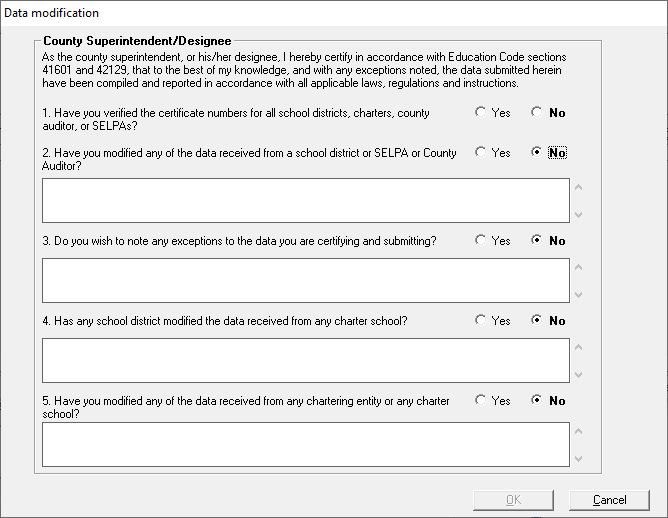 Data modification
County Superintendent/Designee
As the county superintendent, or his/her designee, I hereby certify in accordance with Education Code sections
41601 and 42129, that to the best of my knowledge, and with any exceptions noted, the data submitted herein
have been compiled and reported in accordance with all applicable laws, regulations and instructions.
1. Have you verified the certificate numbers for all school districts, charters, county Yes No
auditor, or SELPAs?
2. Have you modified any of the data received from a school district or SELPA or County Yes No
Auditor?
3. Do you wish to note any exceptions to the data you are certifying and submitting? Yes No
4. Has any school district modified the data received from any charter school? Yes No
5. Have you modified any of the data received from any chartering entity or any charter Yes No
school?
OK Cancel